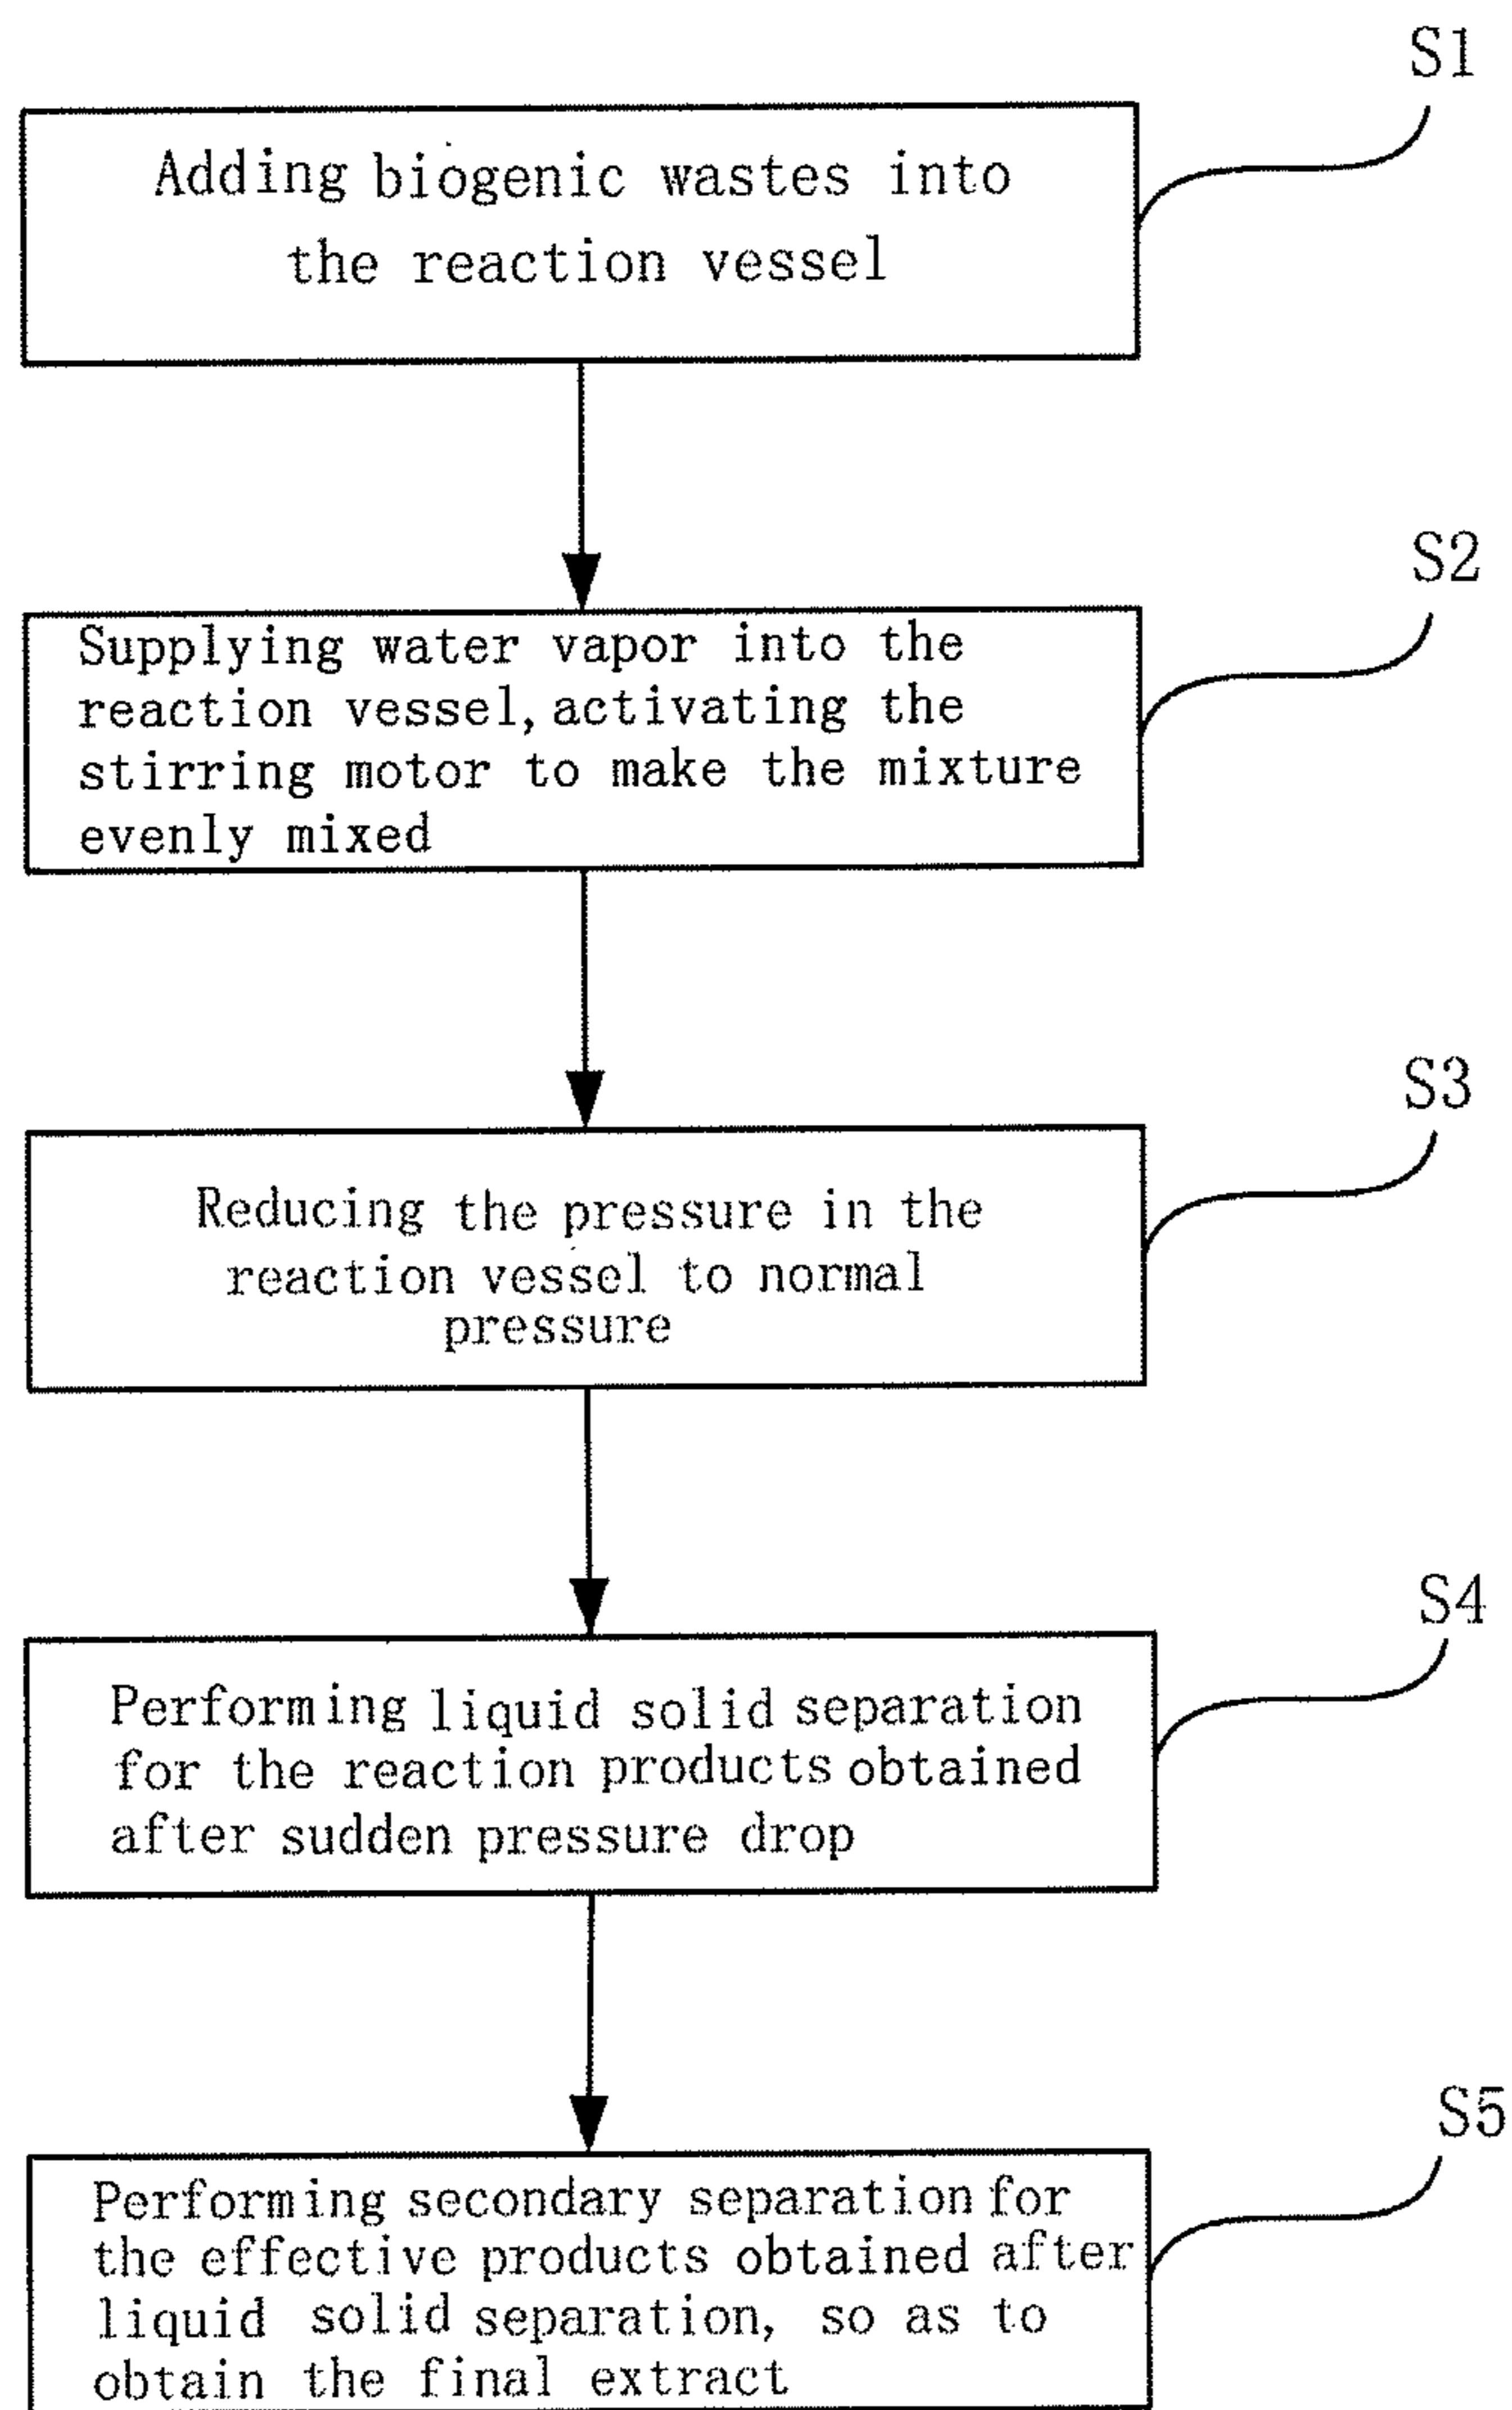 S1
Adding biogenic wastes into
the reaction vessel
S2
Supplying water vapor into the
reaction vessel, activating the
stirring motor to make the mixture
evenly mixed
S3
Reducing the pressure in the
reaction vessel to normal
pressure
S4
Performing liquid solid separation
for the reaction products obtained
after sudden pressure drop
S5
Performing secondary separation for
the effective products obtained after
liquid solid separation, so as to
obtain the final extract